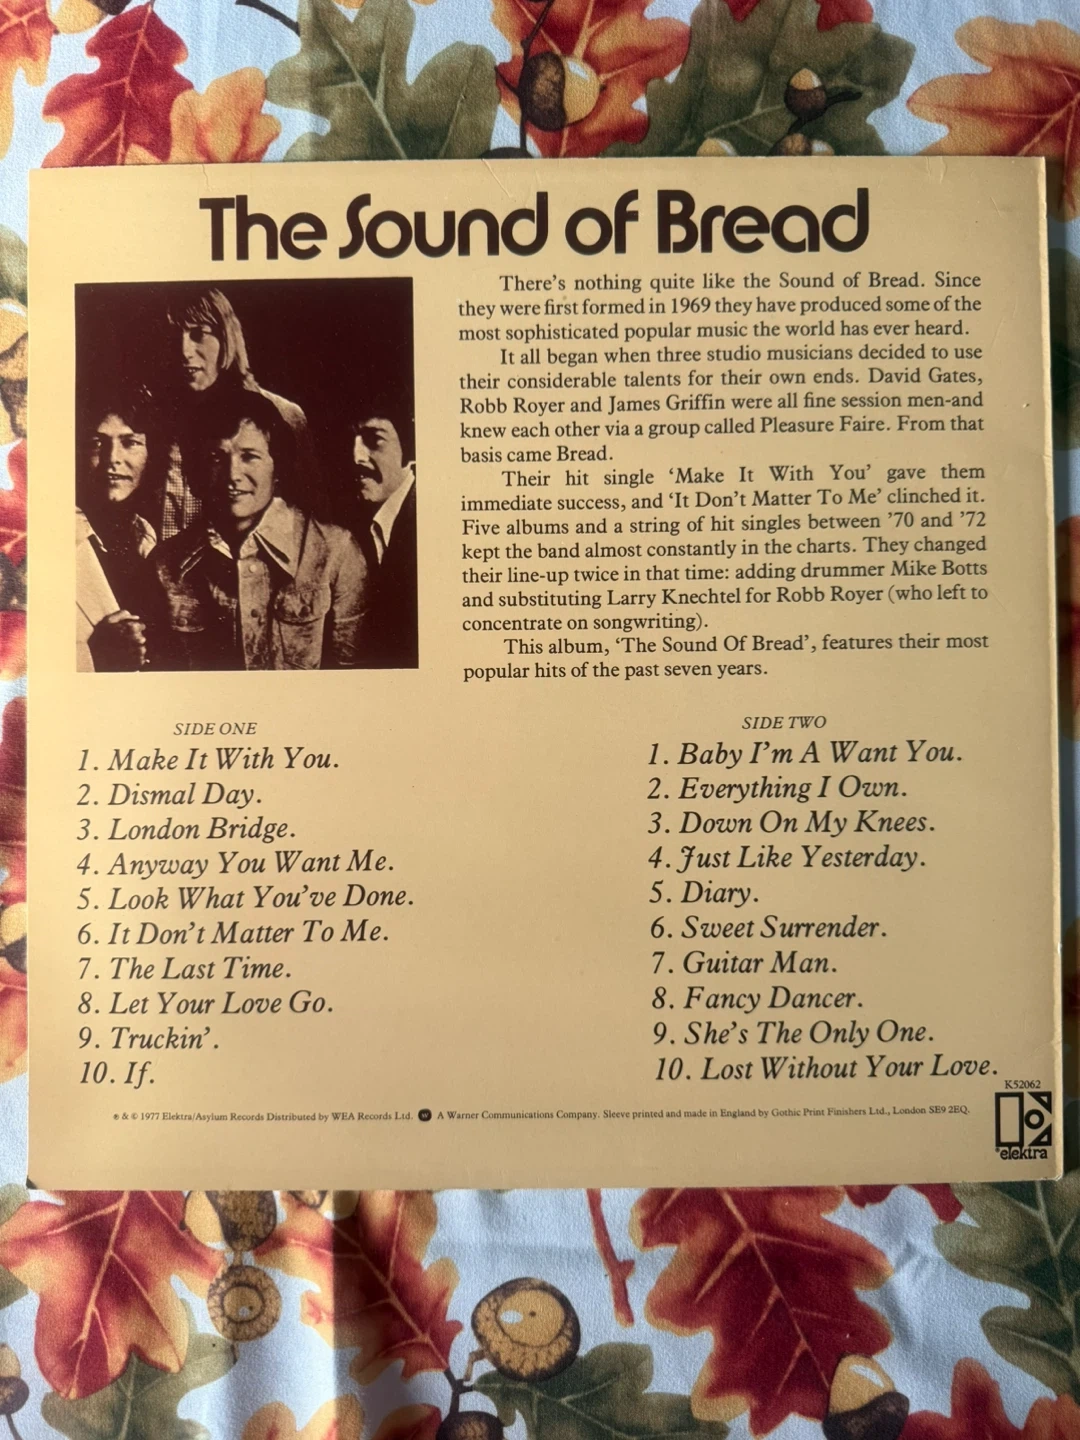 The Sound of Bread
There's nothing quite like the Sound of Bread. Since
they were first formed in 1969 they have produced some of the
most sophisticated popular music the world has ever heard.
It all began when three studio musicians decided to use
their considerable talents for their own ends. David Gates,
Robb Royer and James Griffin were all fine session men-and
knew each other via a group called Pleasure Faire. From that
basis came Bread.
Their hit single ‘Make It With You’ gave them
immediate success, and ‘It Don't Matter To Me’ clinched it.
Five albums and a string of hit singles between ’70 and ’72
kept the band almost constantly in the charts. They changed
their line-up twice in that time: adding drummer Mike Botts
and substituting Larry Knechtel for Robb Royer (who left to
concentrate on songwriting).
This album, ‘The Sound Of Bread’, features their most
popular hits of the past seven years.
SIDE ONE
1. Make It With You.
2. Dismal Day.
3. London Bridge.
4. Anyway You Want Me.
5. Look What You've Done.
6. It Don't Matter To Me.
7. The Last Time.
8. Let Your Love Go.
9. Truckin'.
10. If.
SIDE TWO
1. Baby I'm A Want You.
2. Everything I Own.
3. Down On My Knees.
4. Just Like Yesterday.
5. Diary.
6. Sweet Surrender.
7. Guitar Man.
8. Fancy Dancer.
9. She's The Only One.
10. Lost Without Your Love.
K52062
℗ & © 1977 Elektra/Asylum Records Distributed by WEA Records Ltd. W A Warner Communications Company. Sleeve printed and made in England by Gothic Print Finishers Ltd., London SE9 2EQ.
elektra